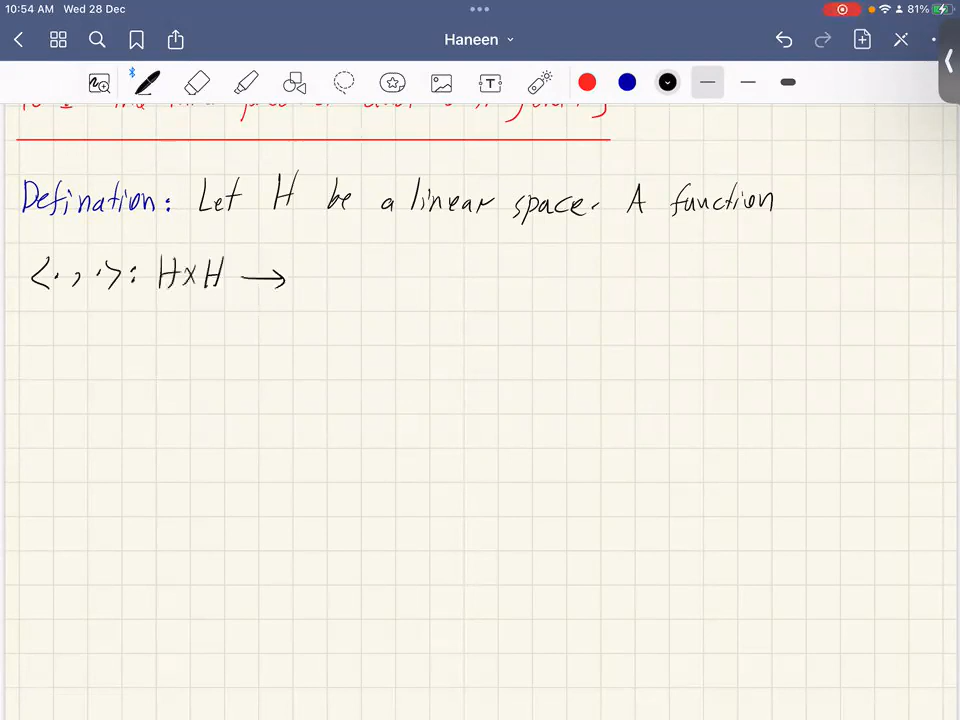 10:54 AM Wed 28 Dec
81%
Haneen
T
Defination: Let H be a linear space. A function
<·, ·>: H×H →